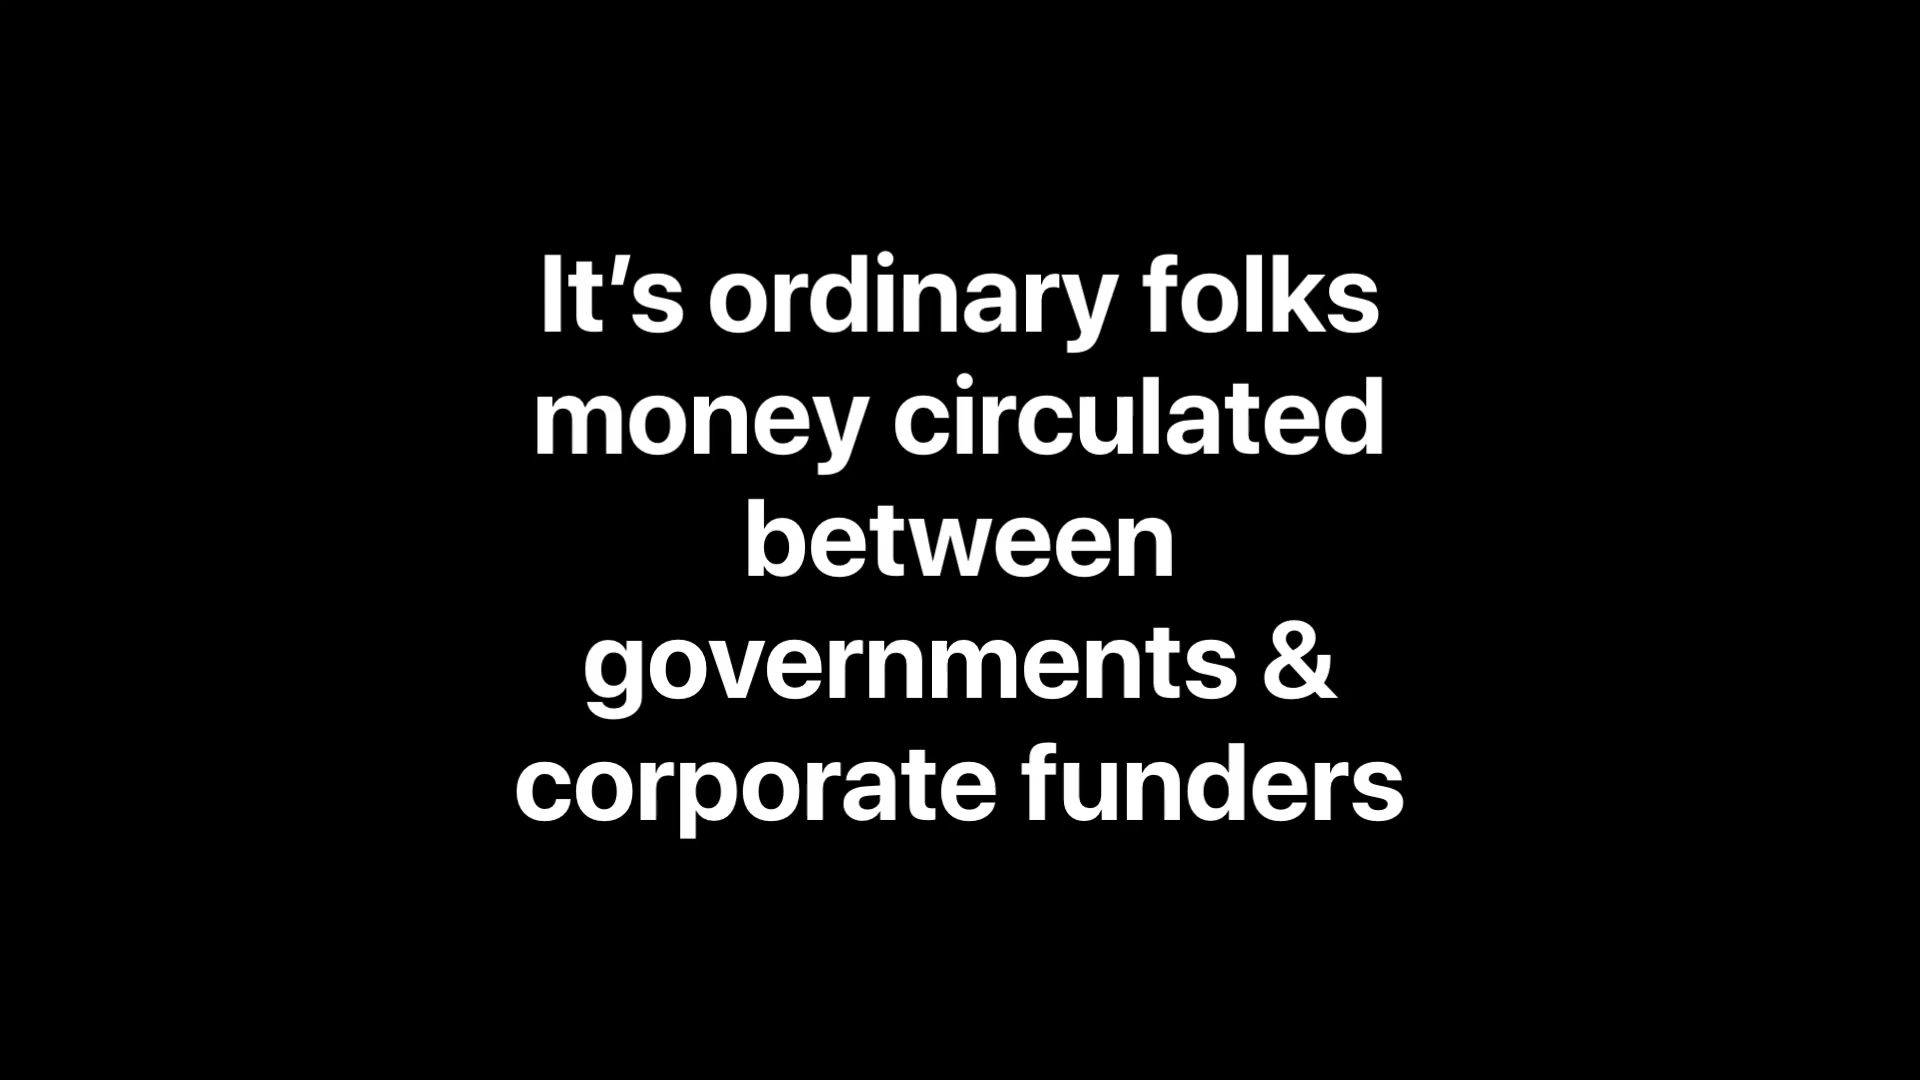 It’s ordinary folks
money circulated
between
governments &
corporate funders